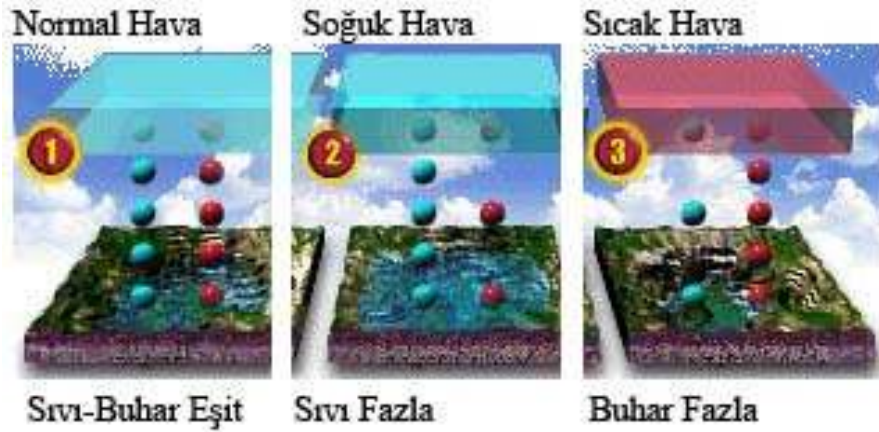 Normal Hava
Soğuk Hava
Sıcak Hava
1
2
3
Sıvı-Buhar Eşit
Sıvı Fazla
Buhar Fazla